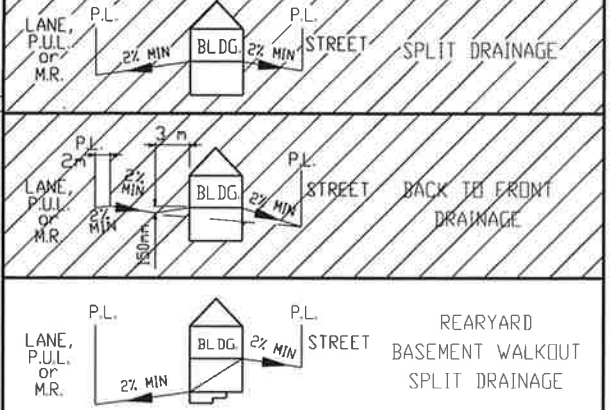 P.L.
P.L.
LANE,
P.U.L.
or
M.R.
2% MIN
BLDG.
2% MIN
STREET
SPLIT DRAINAGE
3 m
P.L.
2m
P.L.
2%
MIN
LANE,
P.U.L.
or
M.R.
2%
MIN
150mm
BLDG.
2% MIN
STREET
BACK TO FRONT
DRAINAGE
P.L.
P.L.
LANE,
P.U.L.
or
M.R.
2% MIN
BLDG.
2% MIN
STREET
REARYARD
BASEMENT WALKOUT
SPLIT DRAINAGE